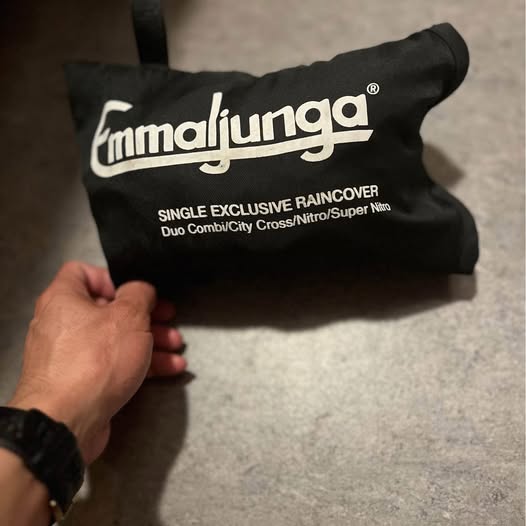 Emmaljunga®
SINGLE EXCLUSIVE RAINCOVER
Duo Combi/City Cross/Nitro/Super Nitro